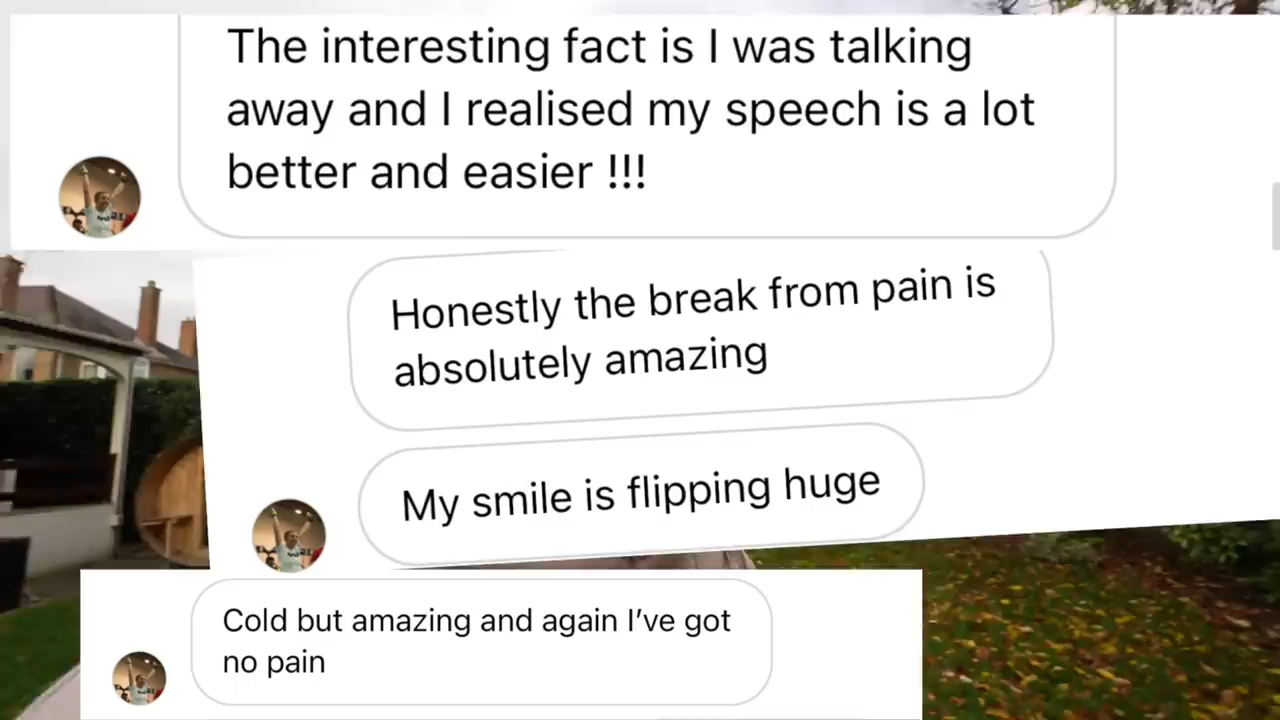 The interesting fact is I was talking
away and I realised my speech is a lot
better and easier !!!
Honestly the break from pain is
absolutely amazing
My smile is flipping huge
Cold but amazing and again I’ve got
no pain